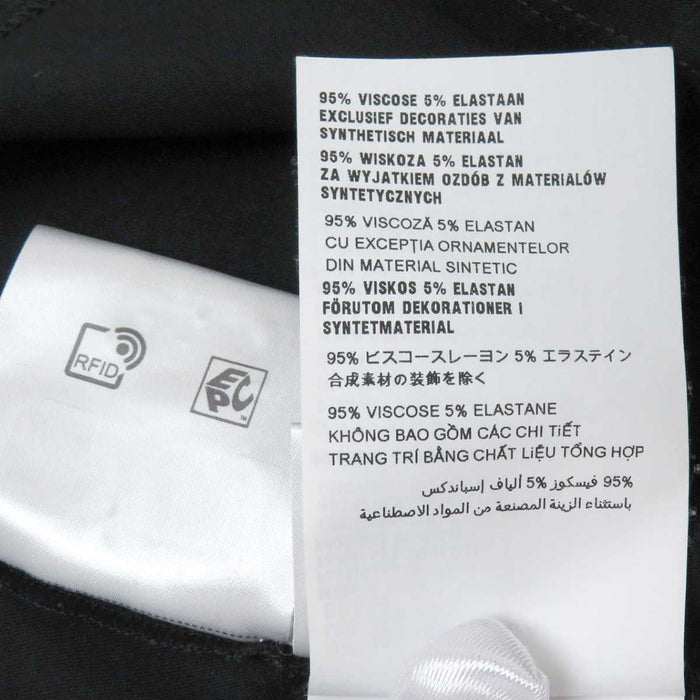 95% VISCOSE 5% ELASTAAN
EXCLUSIEF DECORATIES VAN
SYNTHETISCH MATERIAAL
95% WISKOZA 5% ELASTAN
ZA WYJATKIEM OZDÓB Z MATERIALÓW
SYNTETYCZNYCH
95% VISCOZĂ 5% ELASTAN
CU EXCEPȚIA ORNAMENTELOR
DIN MATERIAL SINTETIC
95% VISKOS 5% ELASTAN
FÖRUTOM DEKORATIONER I
SYNTETMATERIAL
95% ビスコースレーヨン 5% エラステイン
合成素材の装飾を除く
95% VISCOSE 5% ELASTANE
KHÔNG BAO GỒM CÁC CHI TIẾT
TRANG TRÍ BẰNG CHẤT LIỆU TỔNG HỢP
95% فيسكوز 5% ألياف إسباندكس
باستثناء الزينة المصنعة من المواد الاصطناعية
RFID
EPC™